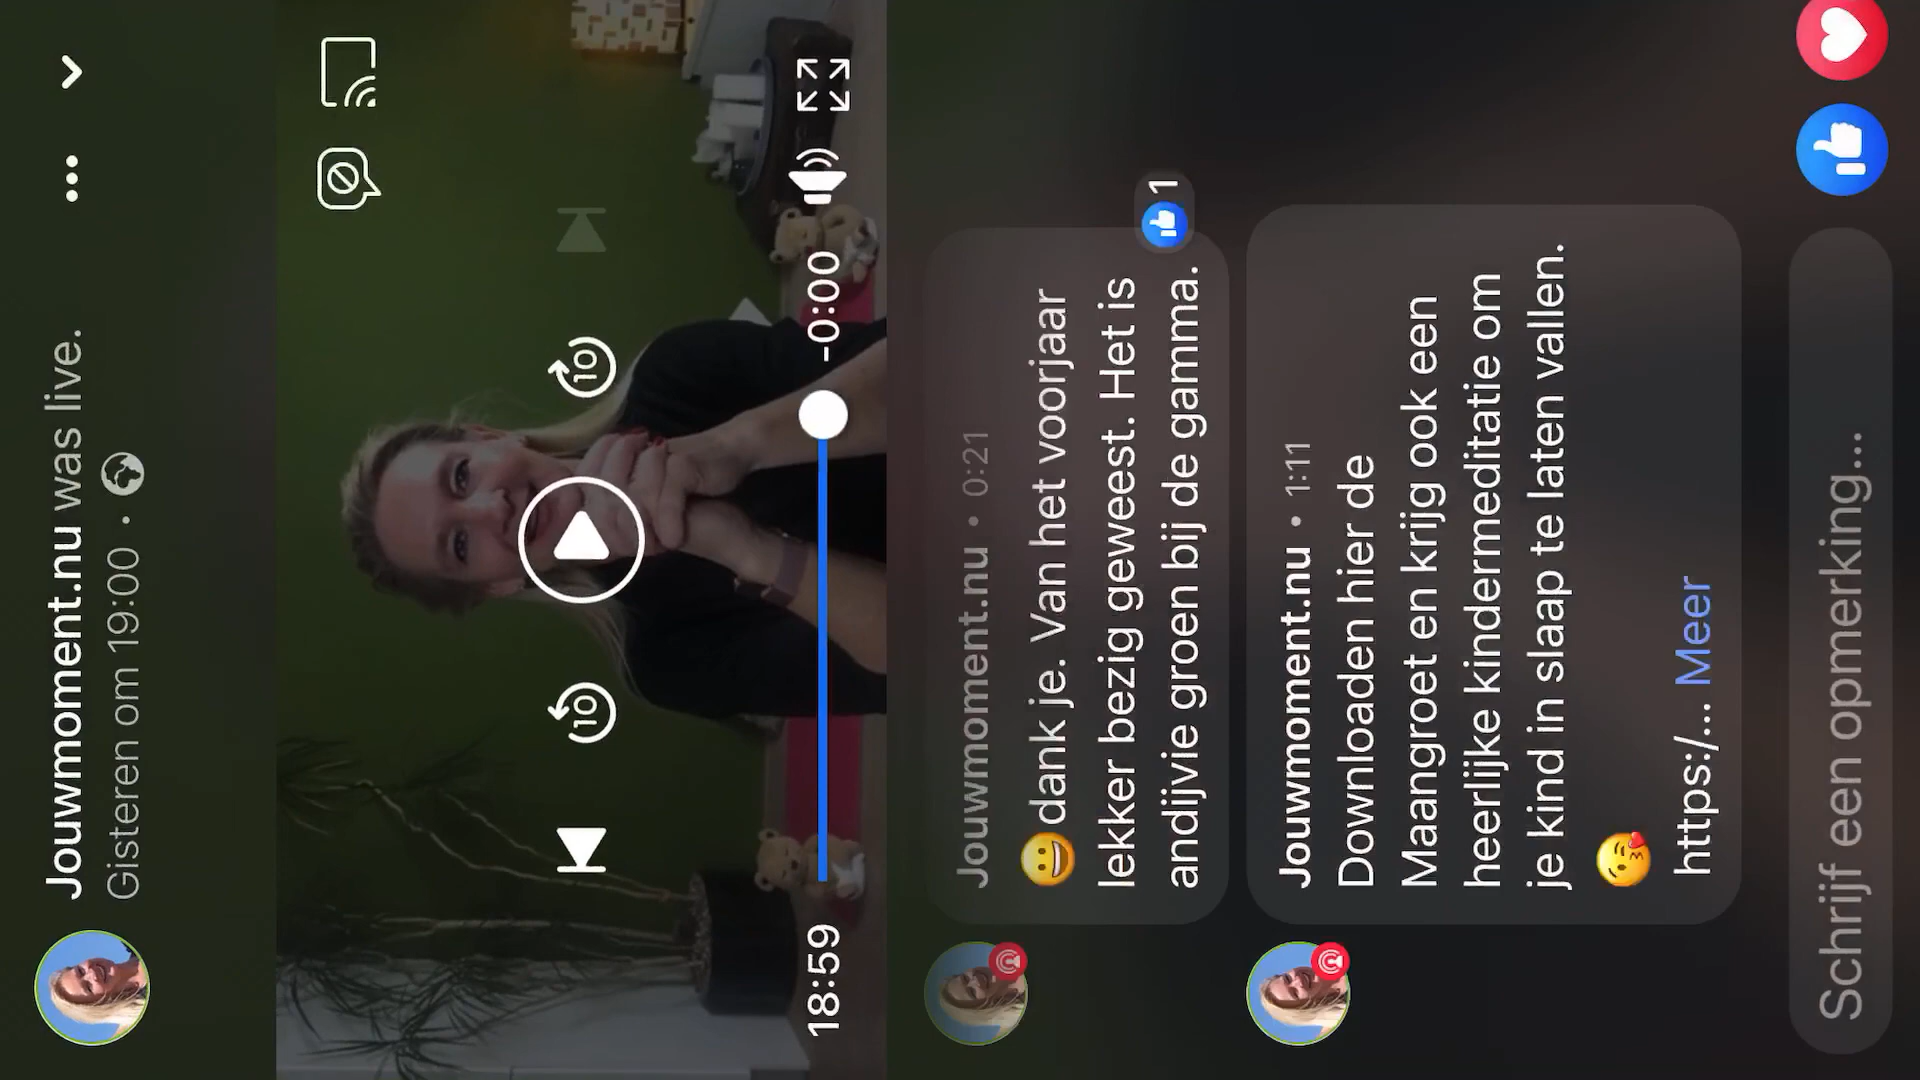 Jouwmoment.nu was live.
Gisteren om 19:00 ·
10
10
18:59
-0:00
Jouwmoment.nu • 0:21
😀dank je. Van het voorjaar
lekker bezig geweest. Het is
andijvie groen bij de gamma.
1
Jouwmoment.nu • 1:11
Downloaden hier de
Maangroet en krijg ook een
heerlijke kindermeditatie om
je kind in slaap te laten vallen.
😘
https:/... Meer
Schrijf een opmerking...